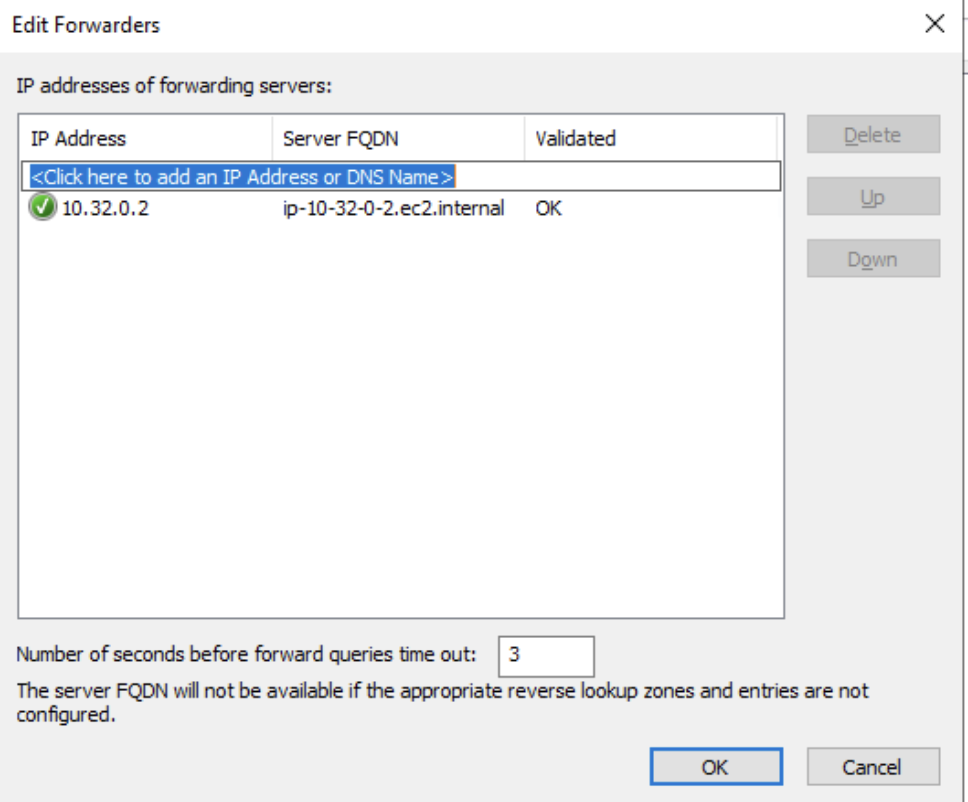 Edit Forwarders
IP addresses of forwarding servers:
IP Address Server FQDN Validated
Delete
<Click here to add an IP Address or DNS Name>
Up
10.32.0.2 ip-10-32-0-2.ec2.internal OK
Down
Number of seconds before forward queries time out: 3
The server FQDN will not be available if the appropriate reverse lookup zones and entries are not
configured.
OK Cancel